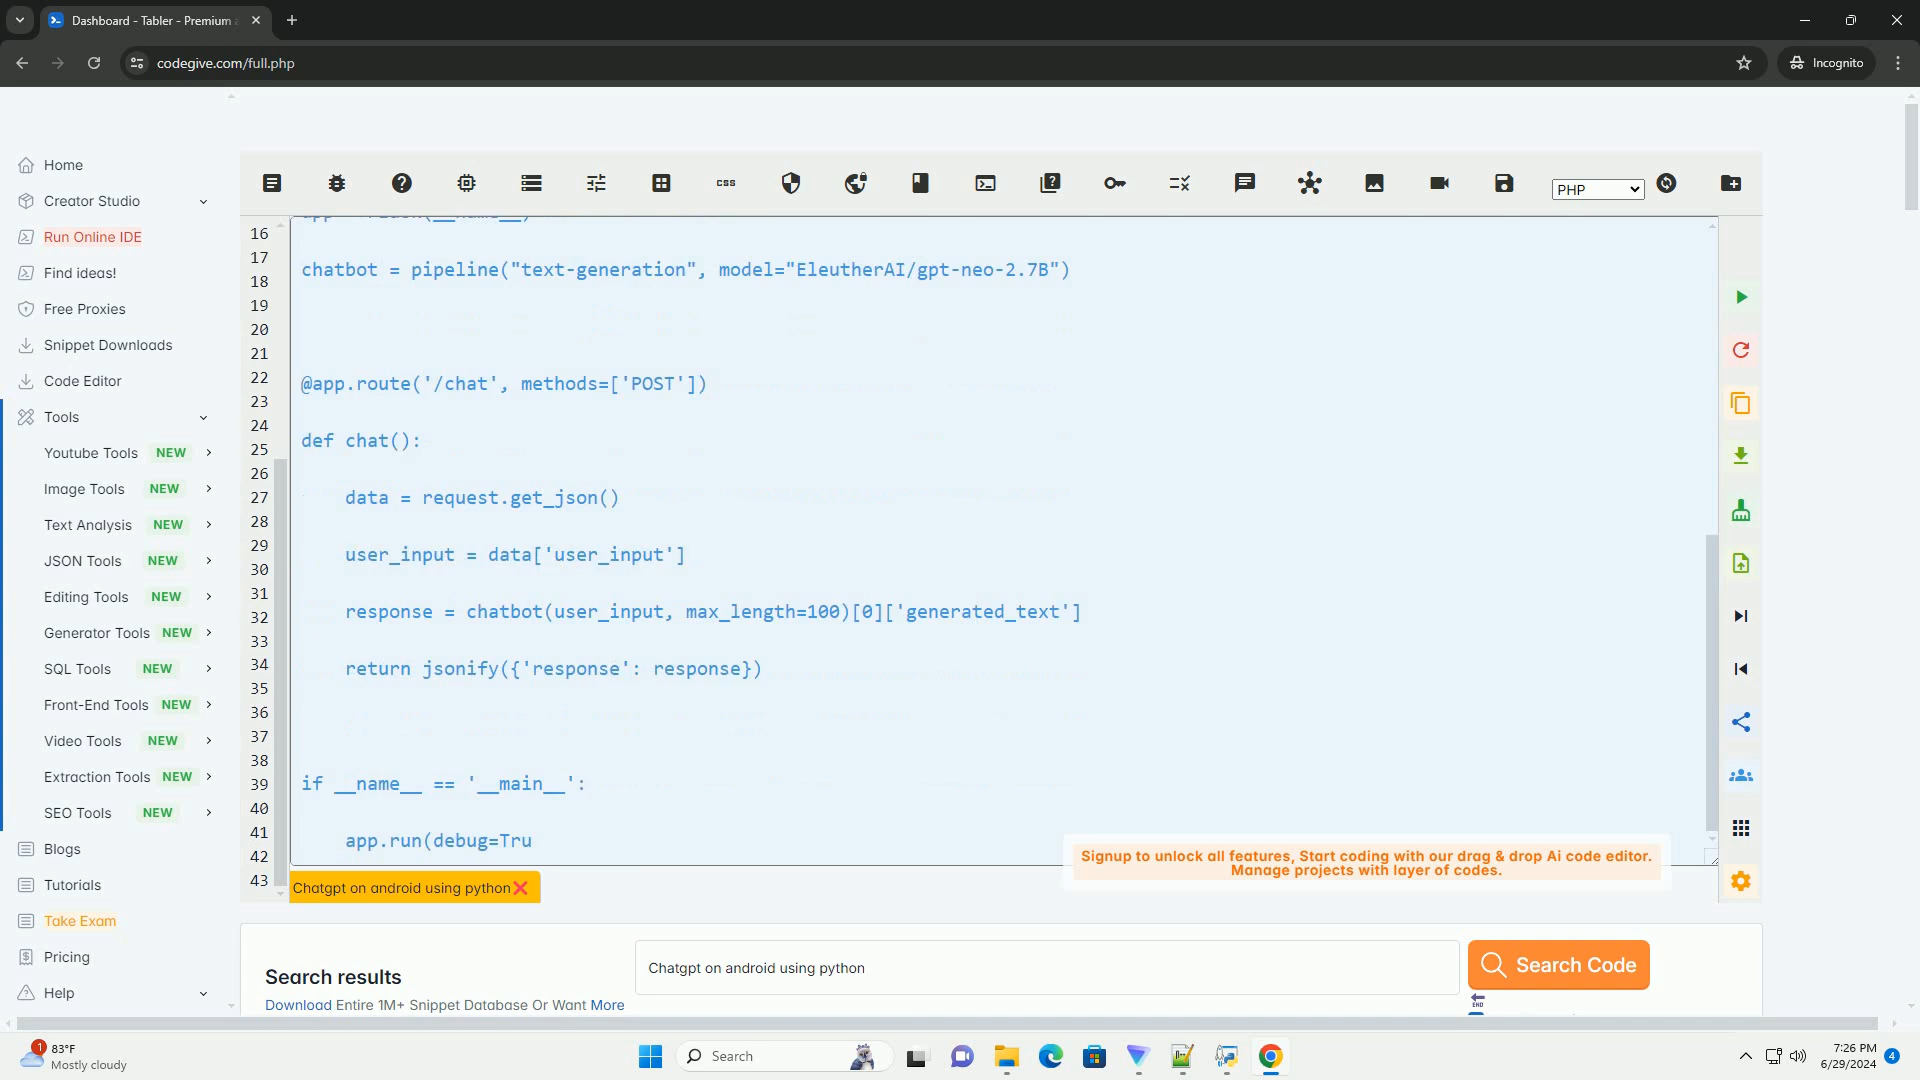 Dashboard - Tabler - Premium
codegive.com/full.php
Incognito
Home
Creator Studio
Run Online IDE
Find ideas!
Free Proxies
Snippet Downloads
Code Editor
Tools
Youtube Tools NEW
Image Tools NEW
Text Analysis NEW
JSON Tools NEW
Editing Tools NEW
Generator Tools NEW
SQL Tools NEW
Front-End Tools NEW
Video Tools NEW
Extraction Tools NEW
SEO Tools NEW
Blogs
Tutorials
Take Exam
Pricing
Help
css
PHP
16
17
18
19
20
21
22
23
24
25
26
27
28
29
30
31
32
33
34
35
36
37
38
39
40
41
42
43
chatbot = pipeline("text-generation", model="EleutherAI/gpt-neo-2.7B")
@app.route('/chat', methods=['POST'])
def chat():
data = request.get_json()
user_input = data['user_input']
response = chatbot(user_input, max_length=100)[0]['generated_text']
return jsonify({'response': response})
if __name__ == '__main__':
app.run(debug=Tru
Signup to unlock all features, Start coding with our drag & drop Ai code editor.
Manage projects with layer of codes.
Chatgpt on android using python
Search results
Download Entire 1M+ Snippet Database Or Want More
Chatgpt on android using python
Search Code
END
1
83°F
Mostly cloudy
Search
7:26 PM
6/29/2024
4